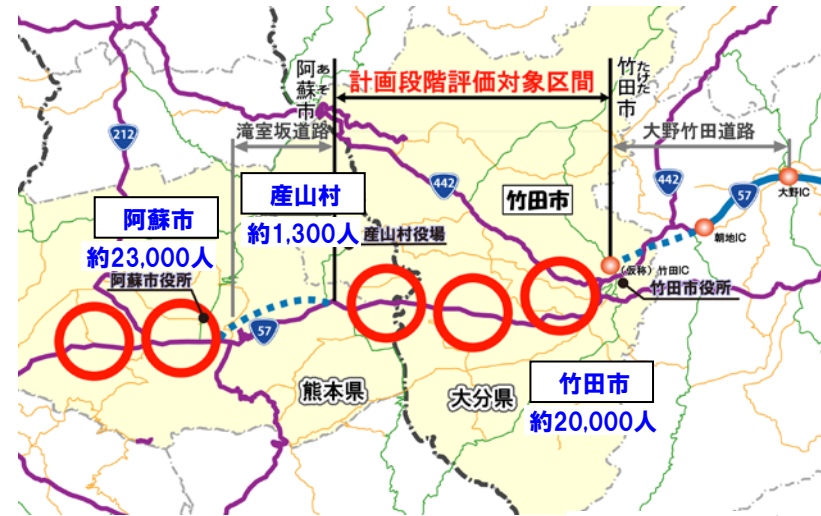 阿蘇市
あそ
計画段階評価対象区間
竹田市
たけた
212
滝室坂道路
大野竹田道路
442
442
57
大野IC
産山村
約1,300人
竹田市
阿蘇市
約23,000人
産山村役場
朝地IC
阿蘇市役所
(仮称)竹田IC
竹田市役所
57
熊本県
大分県
竹田市
約20,000人